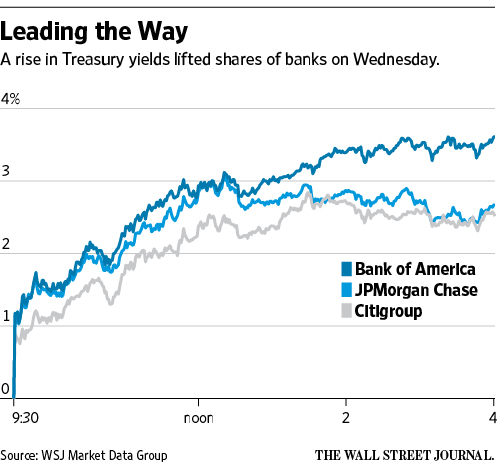 Leading the Way
A rise in Treasury yields lifted shares of banks on Wednesday.
4%
3
2
1
0
Bank of America
JPMorgan Chase
Citigroup
9:30 noon 2 4
Source: WSJ Market Data Group THE WALL STREET JOURNAL.